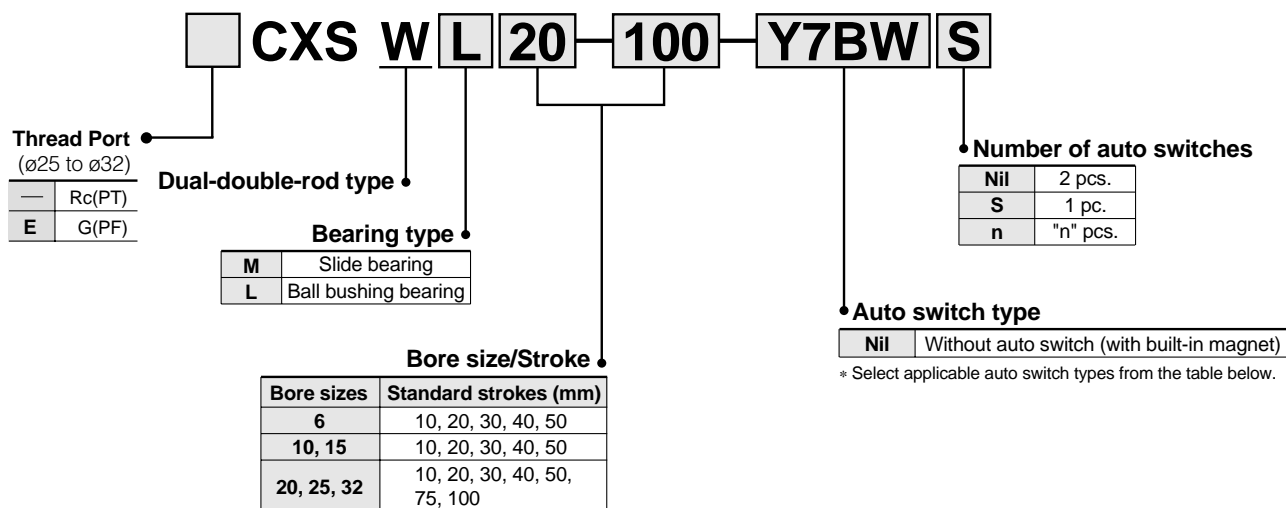 CXS W L 20-100-Y7BW S
Thread Port
(ø25 to ø32)
— Rc(PT)
E G(PF)
Dual-double-rod type
Bearing type
M Slide bearing
L Ball bushing bearing
Bore size/Stroke
Bore sizes Standard strokes (mm)
6 10, 20, 30, 40, 50
10, 15 10, 20, 30, 40, 50
20, 25, 32 10, 20, 30, 40, 50,
75, 100
Number of auto switches
Nil 2 pcs.
S 1 pc.
n "n" pcs.
Auto switch type
Nil Without auto switch (with built-in magnet)
∗ Select applicable auto switch types from the table below.